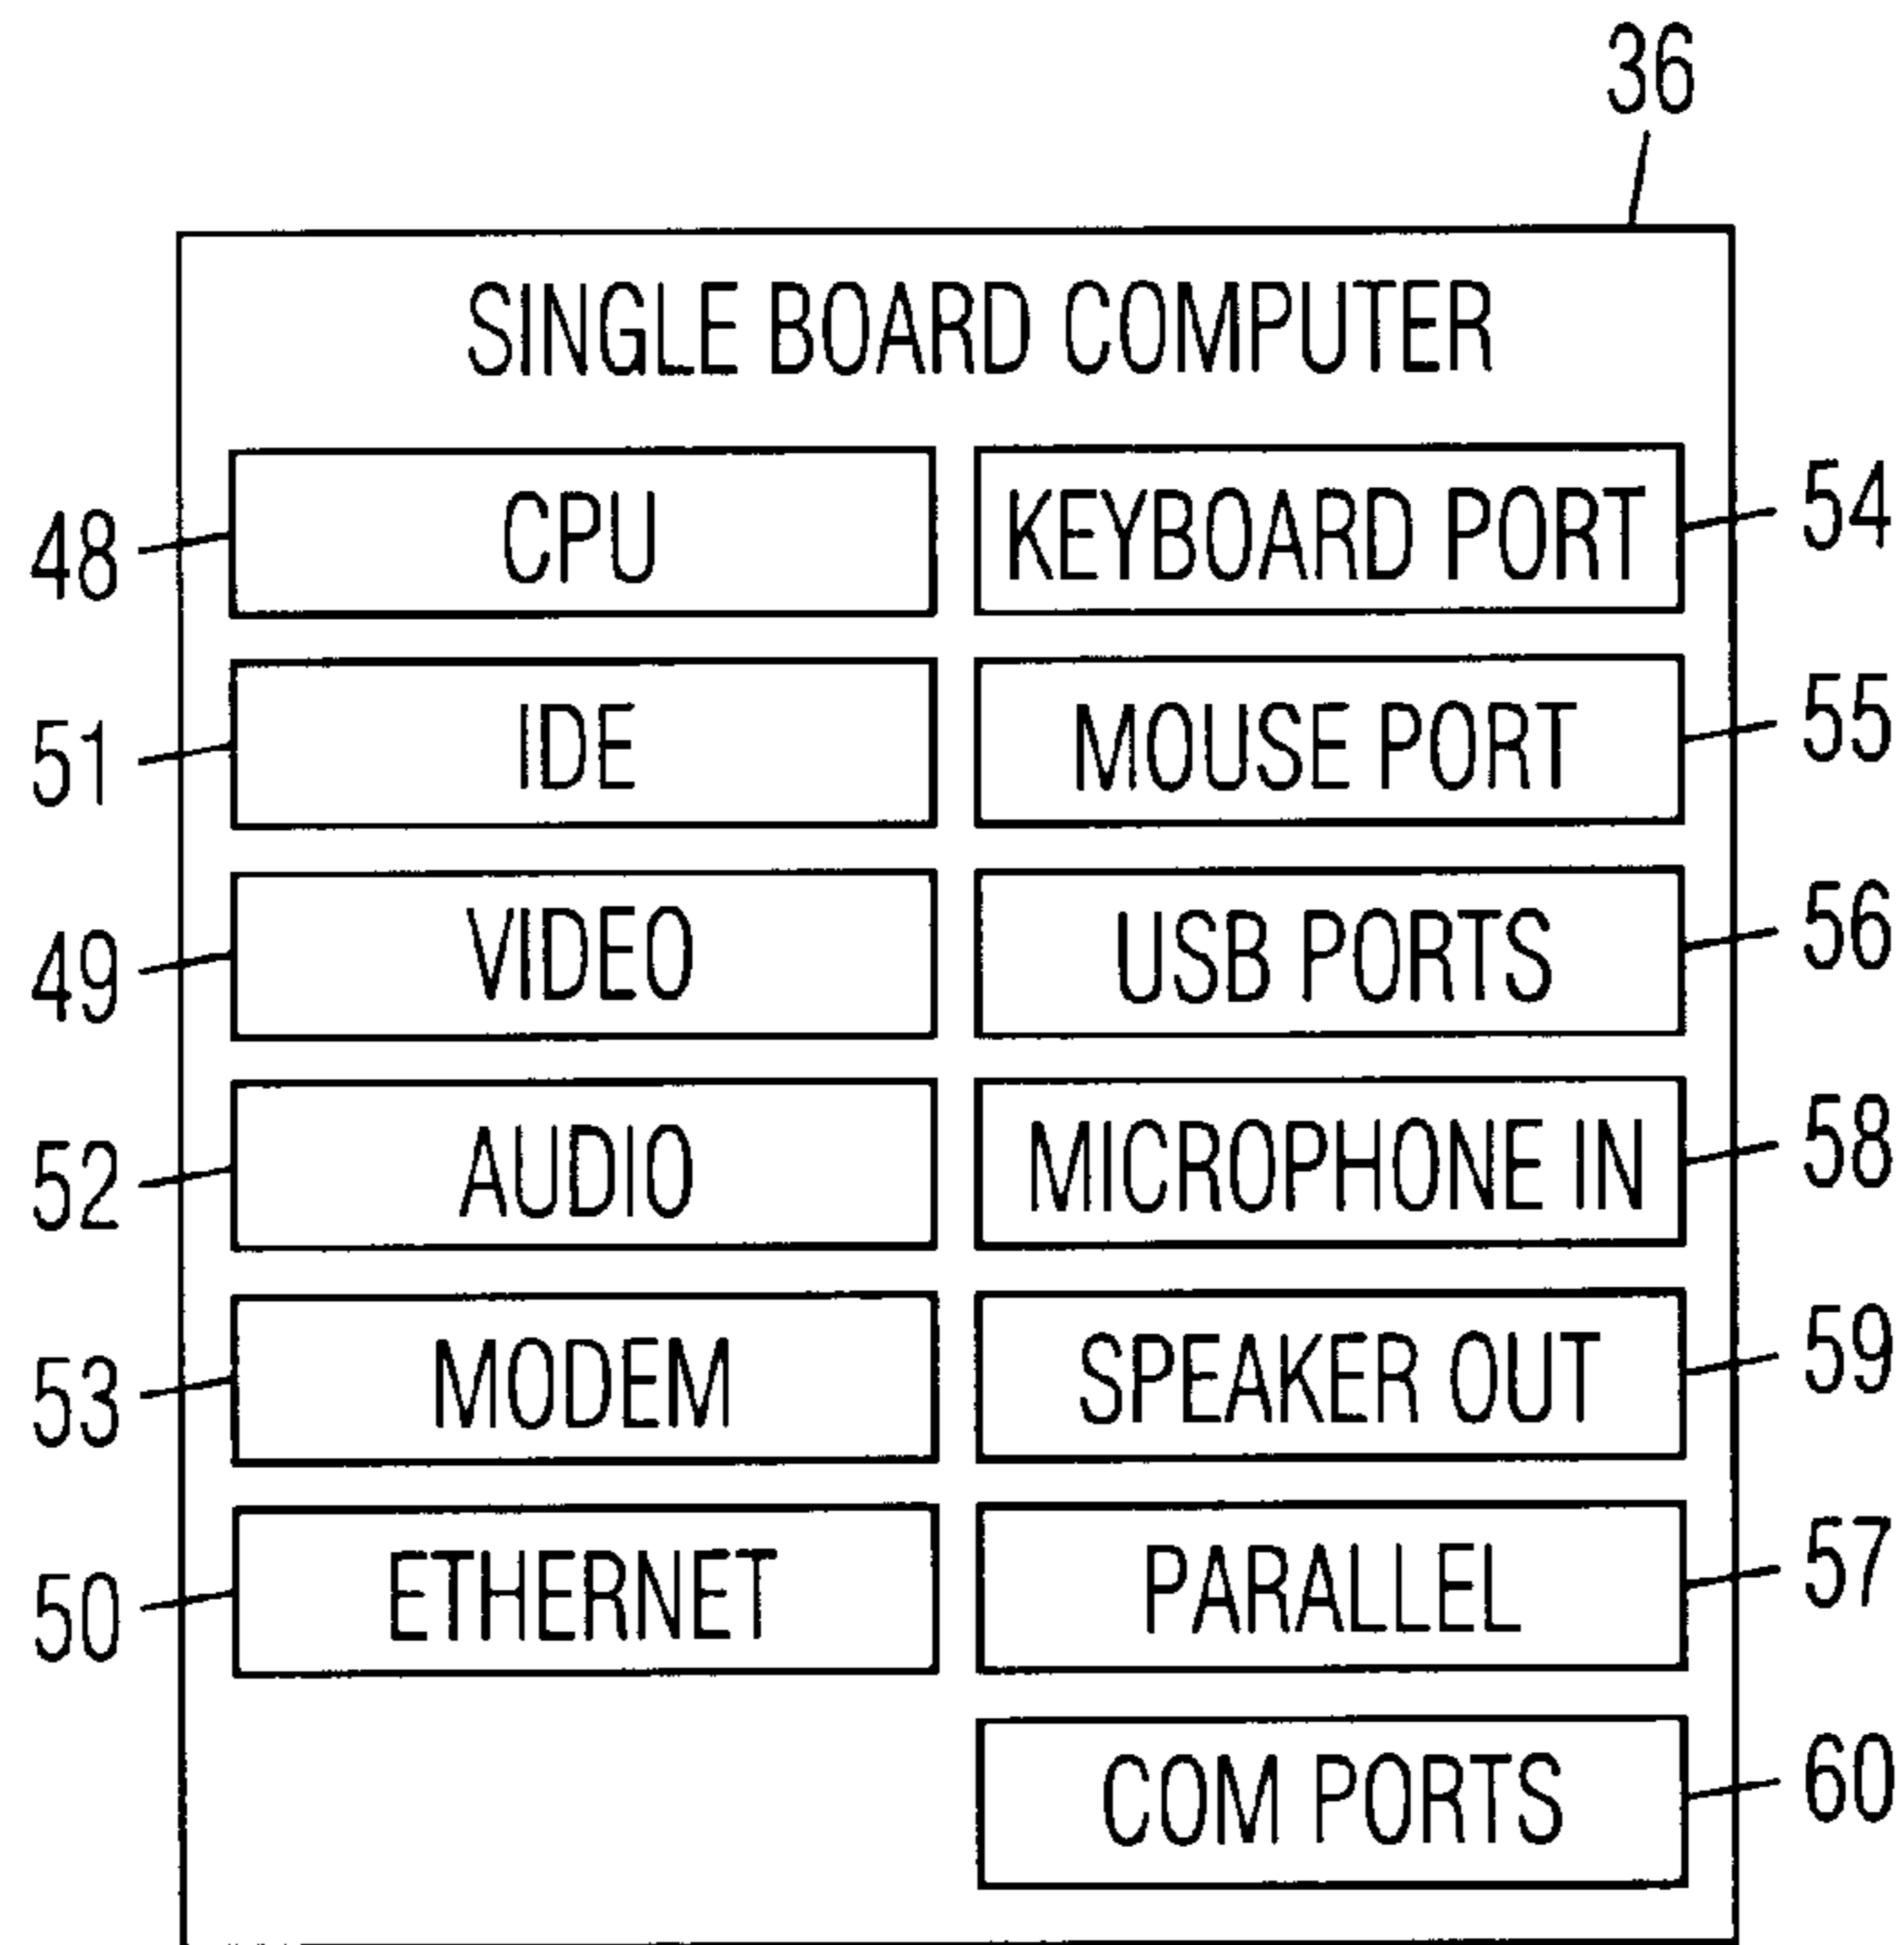 36
SINGLE BOARD COMPUTER
48 CPU KEYBOARD PORT 54
51 IDE MOUSE PORT 55
49 VIDEO USB PORTS 56
52 AUDIO MICROPHONE IN 58
53 MODEM SPEAKER OUT 59
50 ETHERNET PARALLEL 57
COM PORTS 60